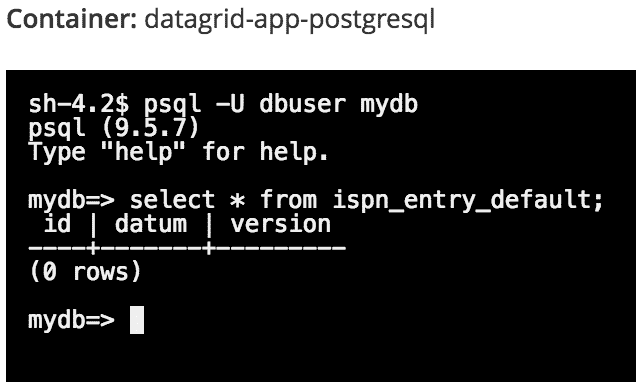 Container: datagrid-app-postgresql
sh-4.2$ psql -U dbuser mydb
psql (9.5.7)
Type "help" for help.
mydb=> select * from ispn_entry_default;
 id | datum | version
----+-------+---------
(0 rows)
mydb=>